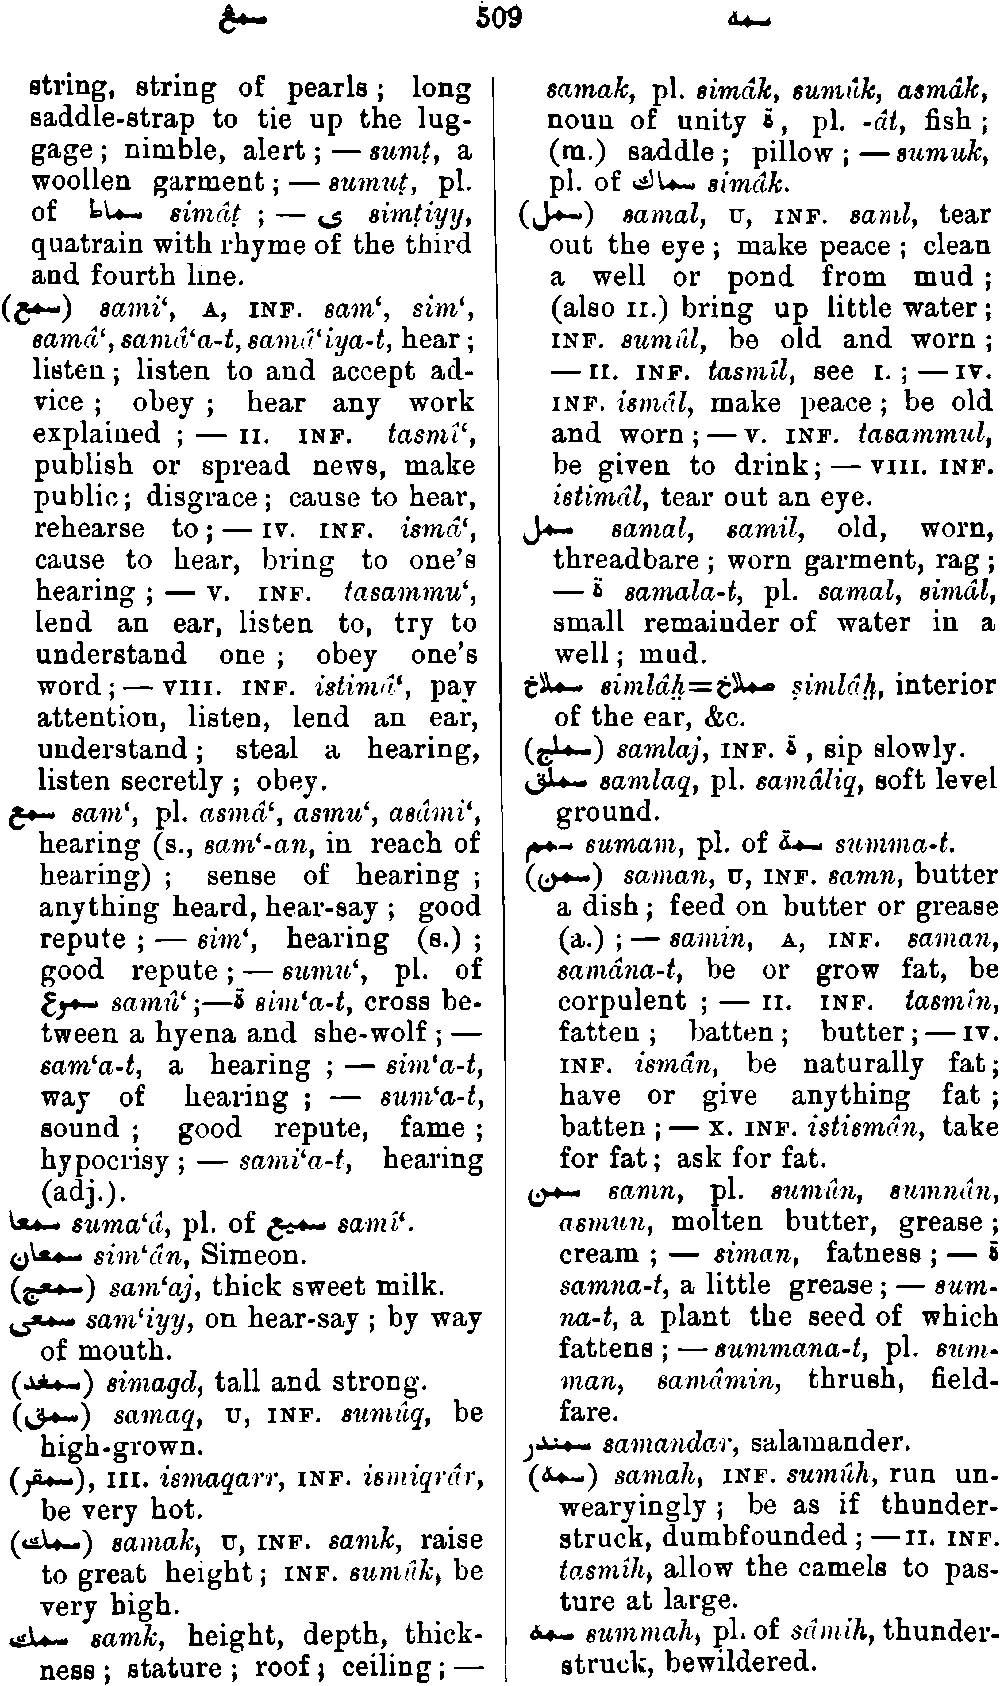 سمع 509 سمه
string, string of pearls ; long
saddle-strap to tie up the lug-
gage ; nimble, alert ; — sumṭ, a
woollen garment ; — sumuṭ, pl.
of سماط simâṭ ; — ى simṭiyy,
quatrain with rhyme of the third
and fourth line.
(سمع) sami‘, A, INF. sam‘, sim‘,
samâ‘, samâ‘a-t, samâ‘iya-t, hear ;
listen ; listen to and accept ad-
vice ; obey ; hear any work
explained ; — II. INF. tasmî‘,
publish or spread news, make
public ; disgrace ; cause to hear,
rehearse to ; — IV. INF. ismâ‘,
cause to hear, bring to one's
hearing ; — V. INF. tasammu‘,
lend an ear, listen to, try to
understand one ; obey one's
word ; — VIII. INF. istimâ‘, pay
attention, listen, lend an ear,
understand ; steal a hearing,
listen secretly ; obey.
سمع sam‘, pl. asmâ‘, asmu‘, asâmi‘,
hearing (s., sam‘-an, in reach of
hearing) ; sense of hearing ;
anything heard, hear-say ; good
repute ; — sim‘, hearing (s.) ;
good repute ; — sumu‘, pl. of
سموع samû‘ ;—ة sim‘a-t, cross be-
tween a hyena and she-wolf ; —
sam‘a-t, a hearing ; — sim‘a-t,
way of hearing ; — sum‘a-t,
sound ; good repute, fame ;
hypocrisy ; — sami‘a-t, hearing
(adj.).
سمعا suma‘â, pl. of سميع samî‘.
سمعان sim‘ân, Simeon.
(سمعج) sam‘aj, thick sweet milk.
سمعى sam‘iyy, on hear-say ; by way
of mouth.
(سمغد) simagd, tall and strong.
(سمق) samaq, U, INF. sumûq, be
high-grown.
(سمقر), III. ismaqarr, INF. ismiqrâr,
be very hot.
(سمك) samak, U, INF. samk, raise
to great height ; INF. sumûk, be
very high.
سمك samk, height, depth, thick-
ness ; stature ; roof ; ceiling ; —
samak, pl. simâk, sumûk, asmâk,
noun of unity ة, pl. -ât, fish ;
(m.) saddle ; pillow ; — sumuk,
pl. of سماك simâk.
(سمل) samal, U, INF. saml, tear
out the eye ; make peace ; clean
a well or pond from mud ;
(also II.) bring up little water ;
INF. sumûl, be old and worn ;
— II. INF. tasmîl, see I. ; — IV.
INF. ismâl, make peace ; be old
and worn ; — V. INF. tasammul,
be given to drink ; — VIII. INF.
istimâl, tear out an eye.
سمل samal, samil, old, worn,
threadbare ; worn garment, rag ;
— ة samala-t, pl. samal, simâl,
small remainder of water in a
well ; mud.
سملاخ simlâḫ=صملاخ ṣimlâḫ, interior
of the ear, &c.
(سملج) samlaj, INF. ة , sip slowly.
سملق samlaq, pl. samâliq, soft level
ground.
سمم sumam, pl. of سمة summa-t.
(سمن) saman, U, INF. samn, butter
a dish ; feed on butter or grease
(a.) ; — samin, A, INF. saman,
samâna-t, be or grow fat, be
corpulent ; — II. INF. tasmîn,
fatten ; batten ; butter ; — IV.
INF. ismân, be naturally fat ;
have or give anything fat ;
batten ; — X. INF. istismân, take
for fat ; ask for fat.
سمن samn, pl. sumûn, sumnân,
asmun, molten butter, grease ;
cream ; — siman, fatness ; — ة
samna-t, a little grease ; — sum-
na-t, a plant the seed of which
fattens ; — summana-t, pl. sum-
man, samâmin, thrush, field-
fare.
سمندر samandar, salamander.
(سمه) samah, INF. sumûh, run un-
wearyingly ; be as if thunder-
struck, dumbfounded ; — II. INF.
tasmîh, allow the camels to pas-
ture at large.
سمه summah, pl. of sâmih, thunder-
struck, bewildered.